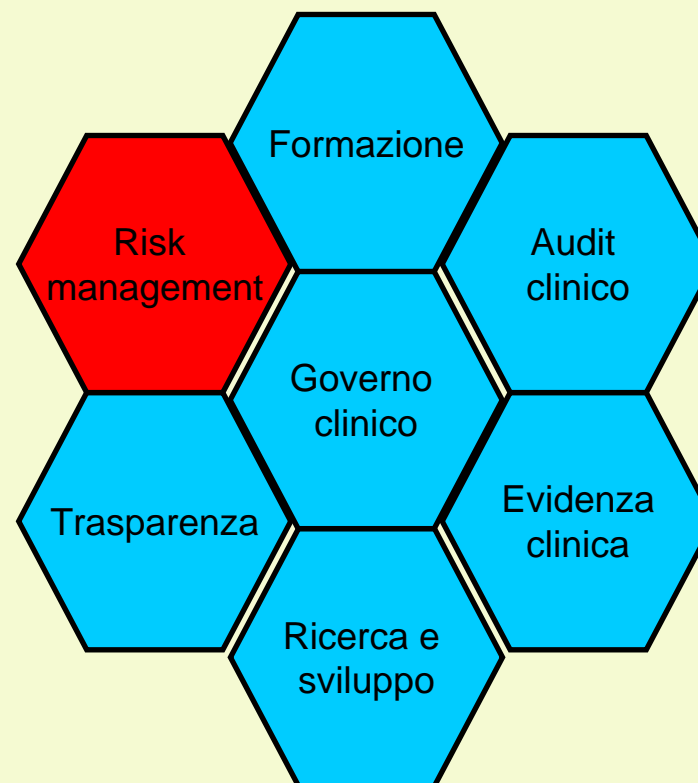 Formazione
Risk
management
Audit
clinico
Governo
clinico
Trasparenza
Evidenza
clinica
Ricerca e
sviluppo